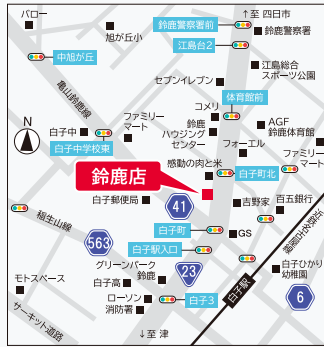 バロー
旭が丘小
↑至 四日市
鈴鹿警察署前
鈴鹿警察署
江島台2
中旭が丘
江島総合
スポーツ公園
セブンイレブン
亀山鈴鹿線
体育館前
コメリ
ファミリー
マート
鈴鹿
ハウジング
センター
AGF
鈴鹿体育館
N
白子中
白子中学校東
フォーエル
ファミリー
マート
感動の肉と米
白子町北
鈴鹿店
白子郵便局
41
吉野家
百五銀行
稲生山線
白子町
近鉄名古屋線
563
白子駅入口
GS
グリーンパーク
鈴鹿
23
白子駅
白子ひかり
幼稚園
モトスペース
白子高
ローソン
白子3
6
消防署
サーキット道路
↓至 津